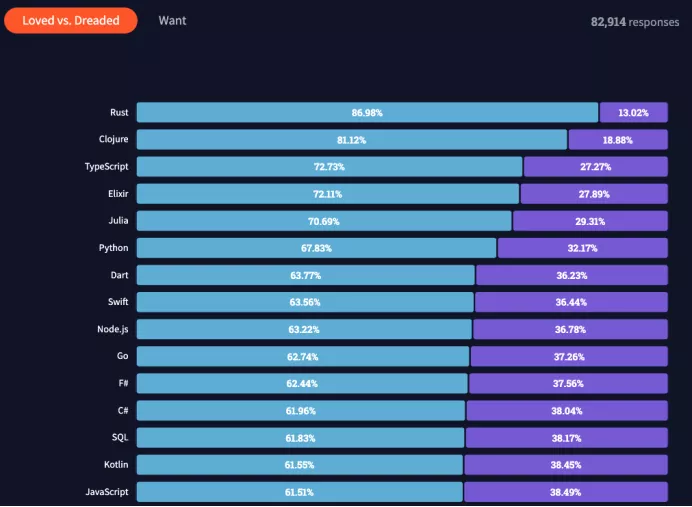 Loved vs. Dreaded Want 82,914 responses
Rust 86.98% 13.02%
Clojure 81.12% 18.88%
TypeScript 72.73% 27.27%
Elixir 72.11% 27.89%
Julia 70.69% 29.31%
Python 67.83% 32.17%
Dart 63.77% 36.23%
Swift 63.56% 36.44%
Node.js 63.22% 36.78%
Go 62.74% 37.26%
F# 62.44% 37.56%
C# 61.96% 38.04%
SQL 61.83% 38.17%
Kotlin 61.55% 38.45%
JavaScript 61.51% 38.49%